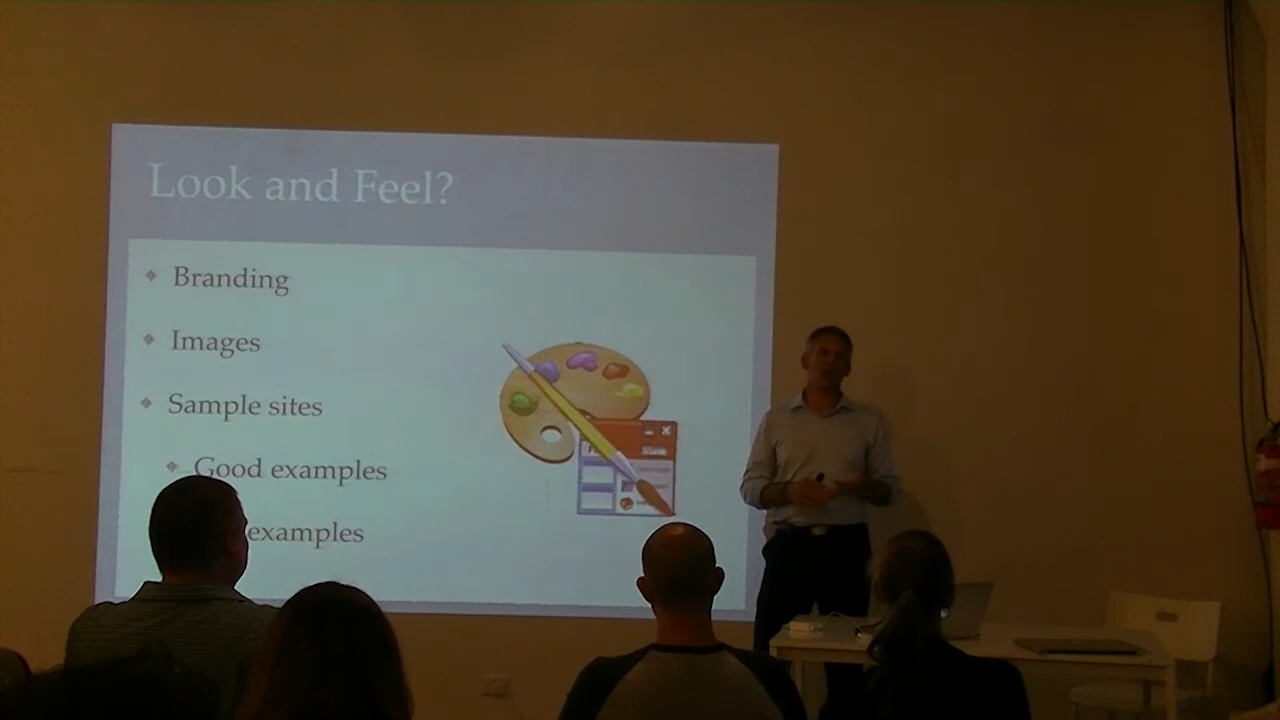 Look and Feel?
Branding
Images
Sample sites
Good examples
examples